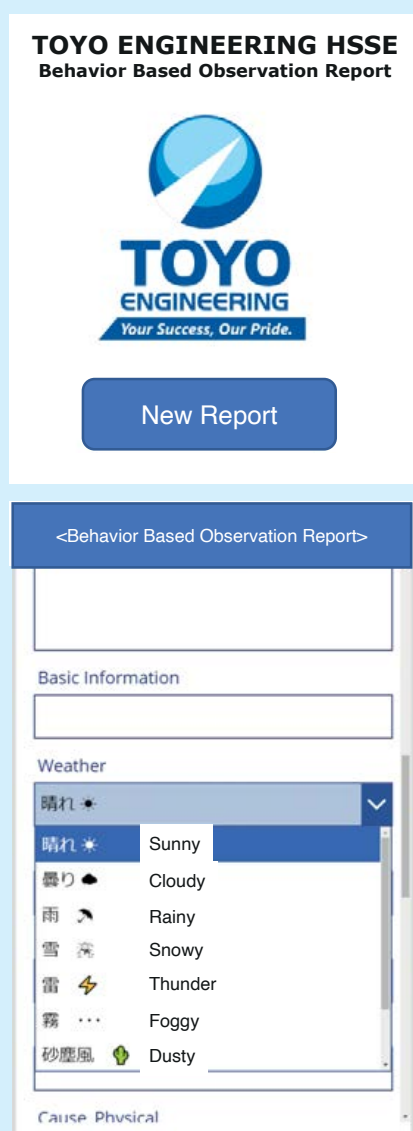 TOYO ENGINEERING HSSE
Behavior Based Observation Report
TOYO
ENGINEERING
Your Success, Our Pride.
New Report
<Behavior Based Observation Report>
Basic Information
Weather
晴れ ☀
晴れ ☀ Sunny
曇り ☁ Cloudy
雨 ☂ Rainy
雪 ☃ Snowy
雷 ⚡ Thunder
霧 ··· Foggy
砂塵風 🌵 Dusty
Cause Physical